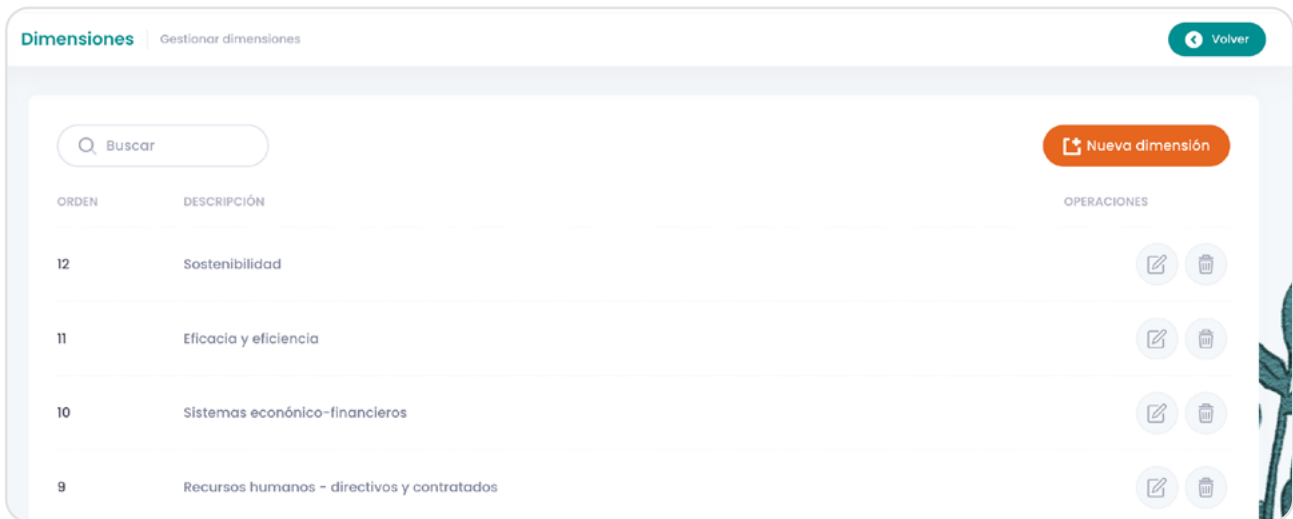 Dimensiones Gestionar dimensiones Volver
Buscar Nueva dimensión
ORDEN DESCRIPCIÓN OPERACIONES
12 Sostenibilidad
11 Eficacia y eficiencia
10 Sistemas económico-financieros
9 Recursos humanos - directivos y contratados